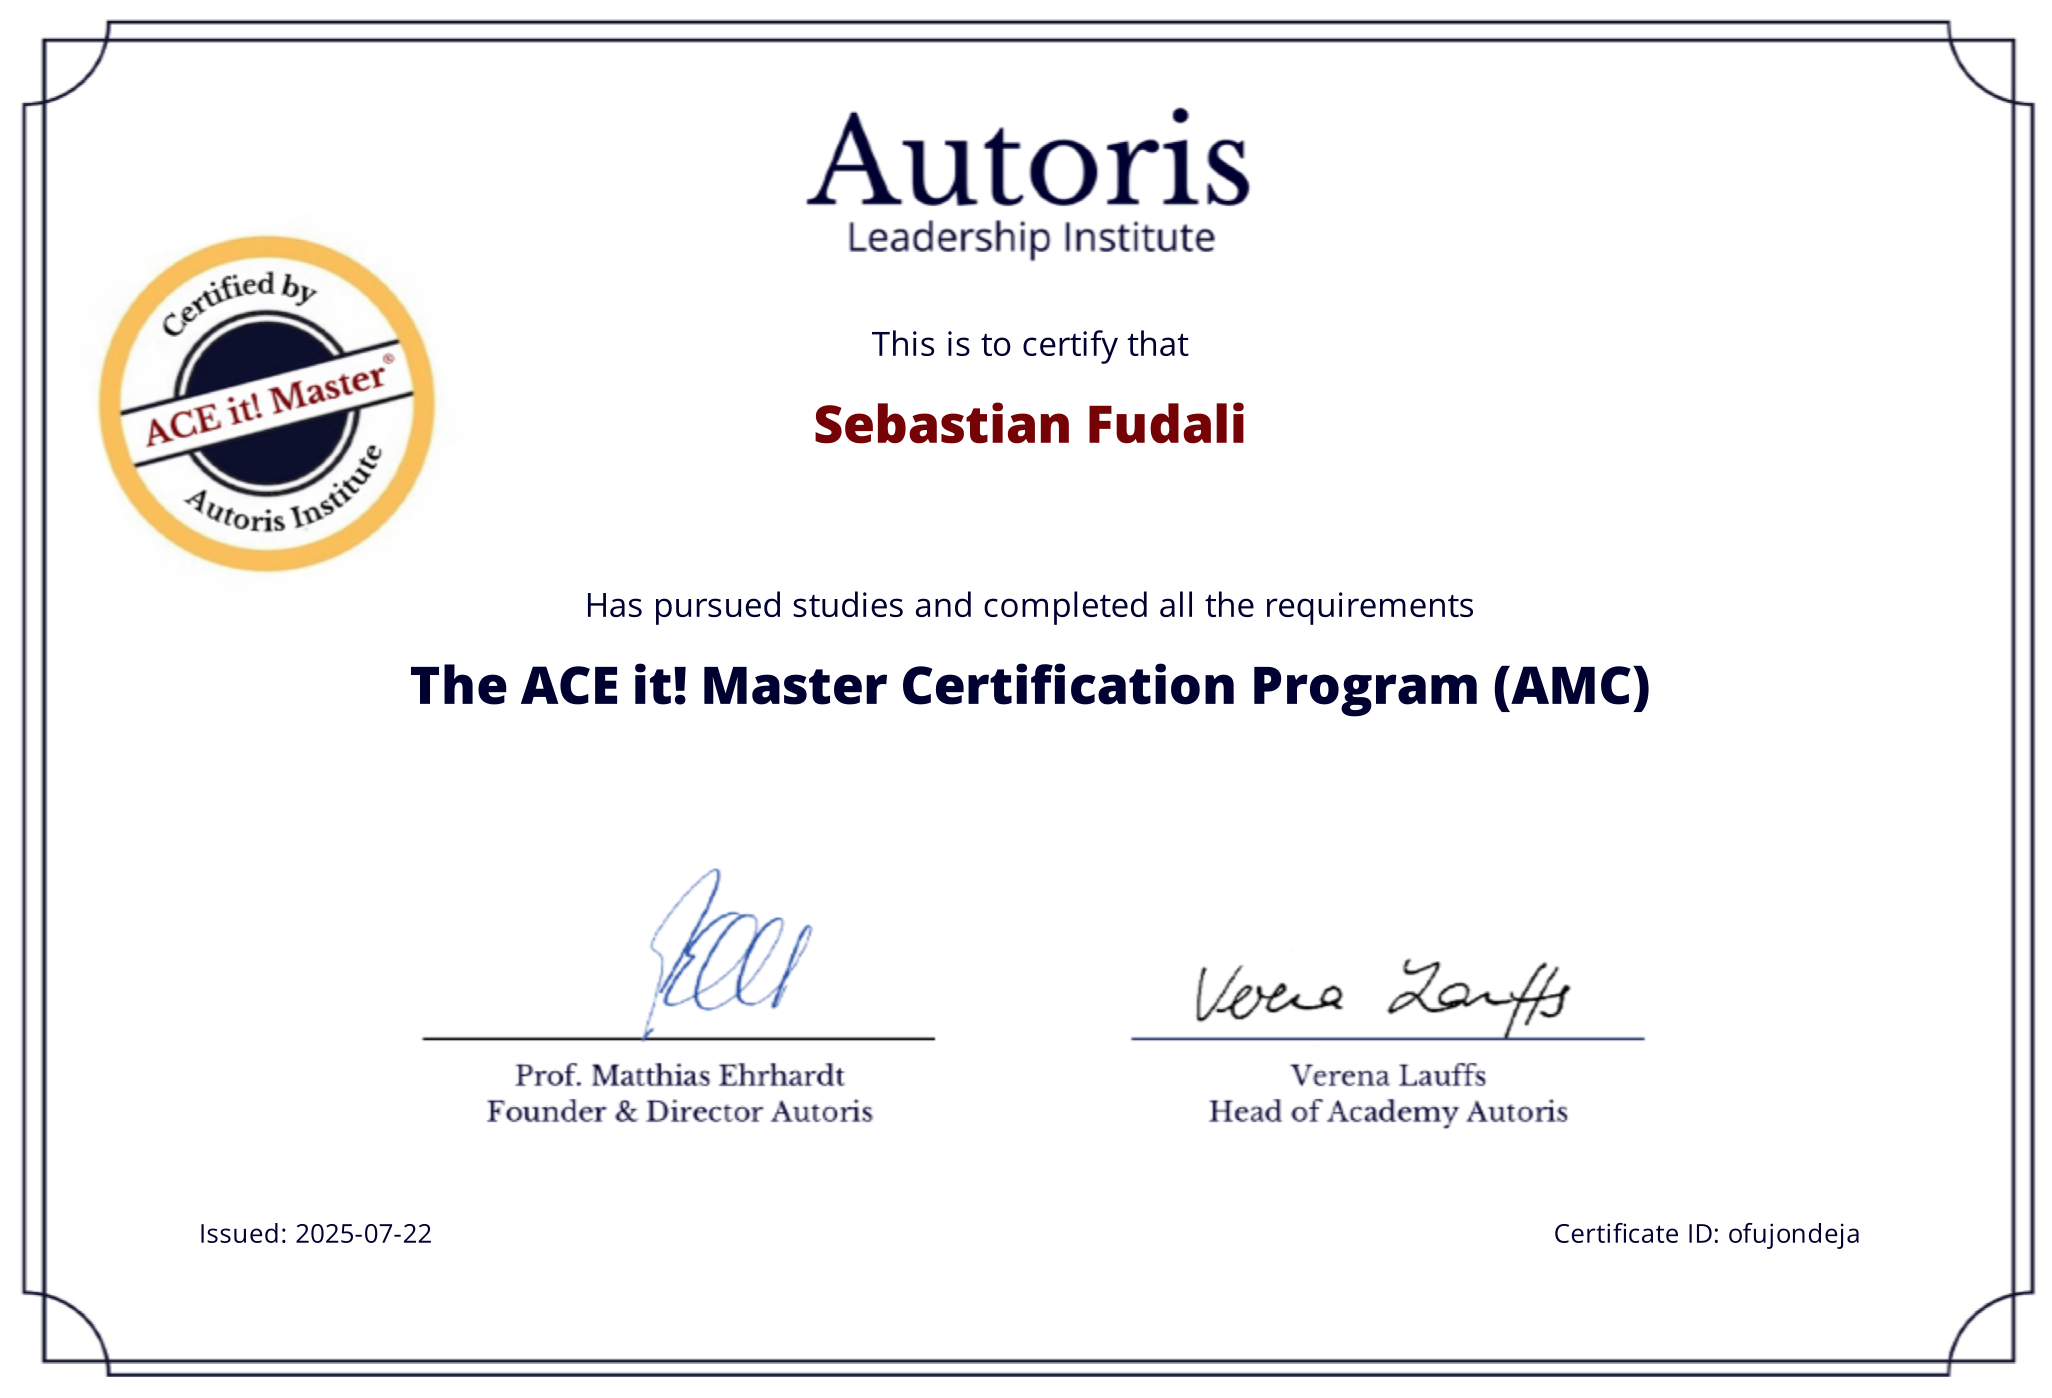 Autoris
Leadership Institute
Certified by
ACE it! Master®
Autoris Institute
This is to certify that
Sebastian Fudali
Has pursued studies and completed all the requirements
The ACE it! Master Certification Program (AMC)
Verena Lauffs
Prof. Matthias Ehrhardt
Founder & Director Autoris
Verena Lauffs
Head of Academy Autoris
Issued: 2025-07-22
Certificate ID: ofujondeja